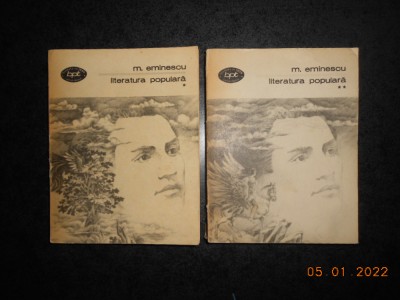 bpt
m. eminescu
literatura populară
*
bpt
m. eminescu
literatura populară
**
05.01.2022